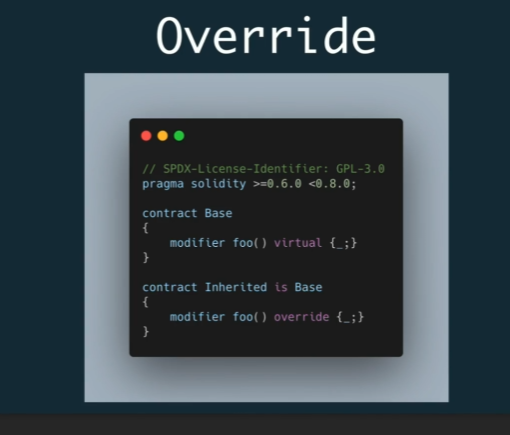 Override
// SPDX-License-Identifier: GPL-3.0
pragma solidity >=0.6.0 <0.8.0;
contract Base
{
modifier foo() virtual {_;}
}
contract Inherited is Base
{
modifier foo() override {_;}
}